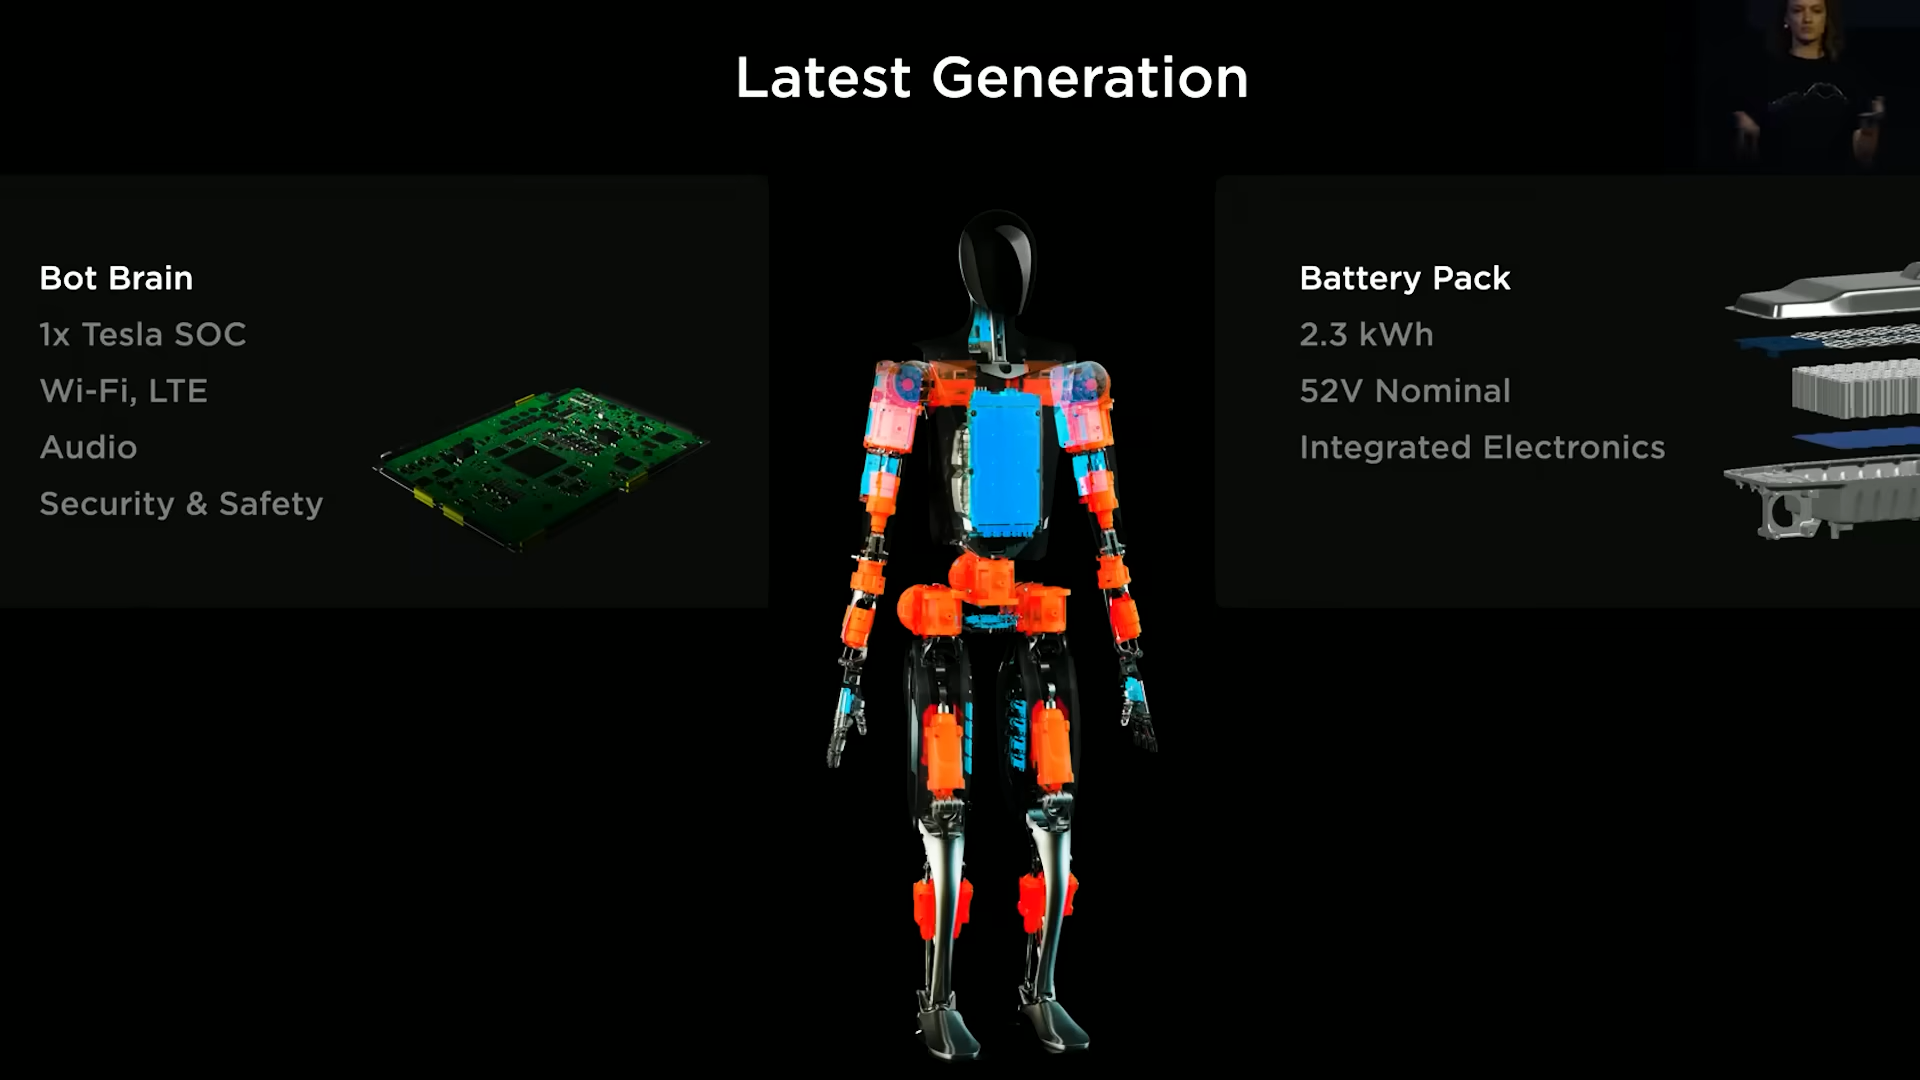 Latest Generation
Bot Brain
1x Tesla SOC
Wi-Fi, LTE
Audio
Security & Safety
Battery Pack
2.3 kWh
52V Nominal
Integrated Electronics